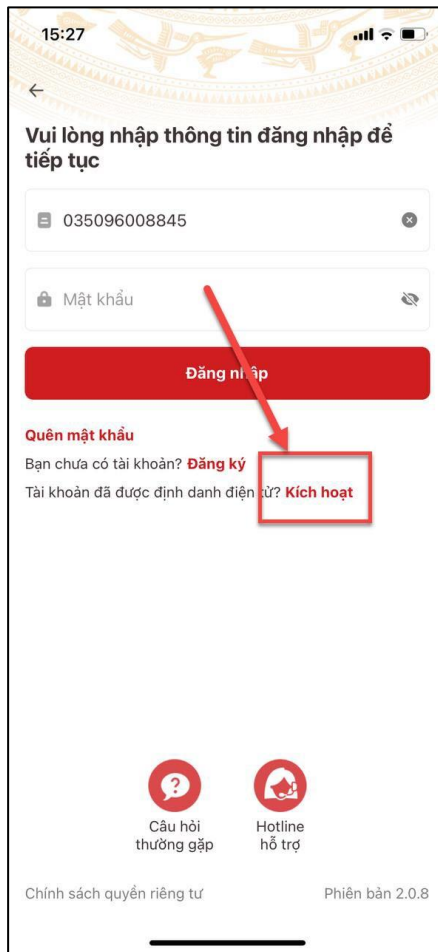 15:27
Vui lòng nhập thông tin đăng nhập để
tiếp tục
035096008845
Mật khẩu
Đăng nhập
Quên mật khẩu
Bạn chưa có tài khoản? Đăng ký
Tài khoản đã được định danh điện tử? Kích hoạt
Câu hỏi
thường gặp
Hotline
hỗ trợ
Chính sách quyền riêng tư
Phiên bản 2.0.8